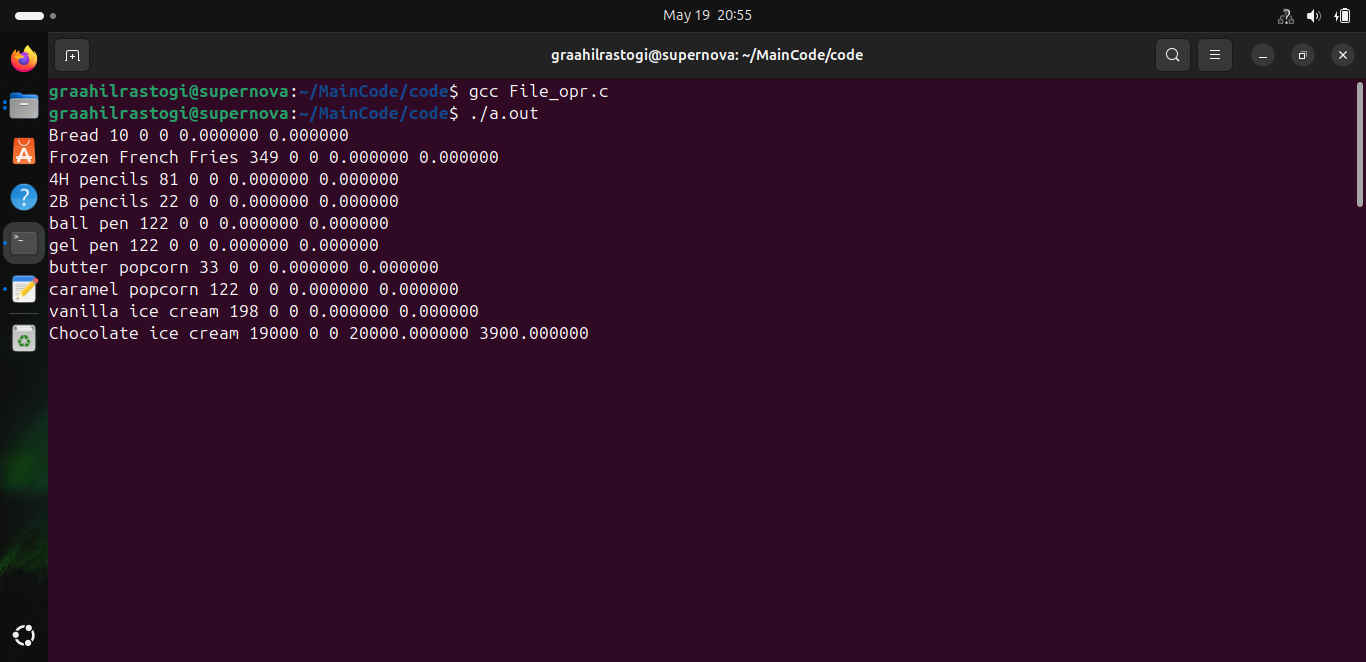 May 19 20:55
graahilrastogi@supernova: ~/MainCode/code
graahilrastogi@supernova:~/MainCode/code$ gcc File_opr.c
graahilrastogi@supernova:~/MainCode/code$ ./a.out
Bread 10 0 0 0.000000 0.000000
Frozen French Fries 349 0 0 0.000000 0.000000
4H pencils 81 0 0 0.000000 0.000000
2B pencils 22 0 0 0.000000 0.000000
ball pen 122 0 0 0.000000 0.000000
gel pen 122 0 0 0.000000 0.000000
butter popcorn 33 0 0 0.000000 0.000000
caramel popcorn 122 0 0 0.000000 0.000000
vanilla ice cream 198 0 0 0.000000 0.000000
Chocolate ice cream 19000 0 0 20000.000000 3900.000000